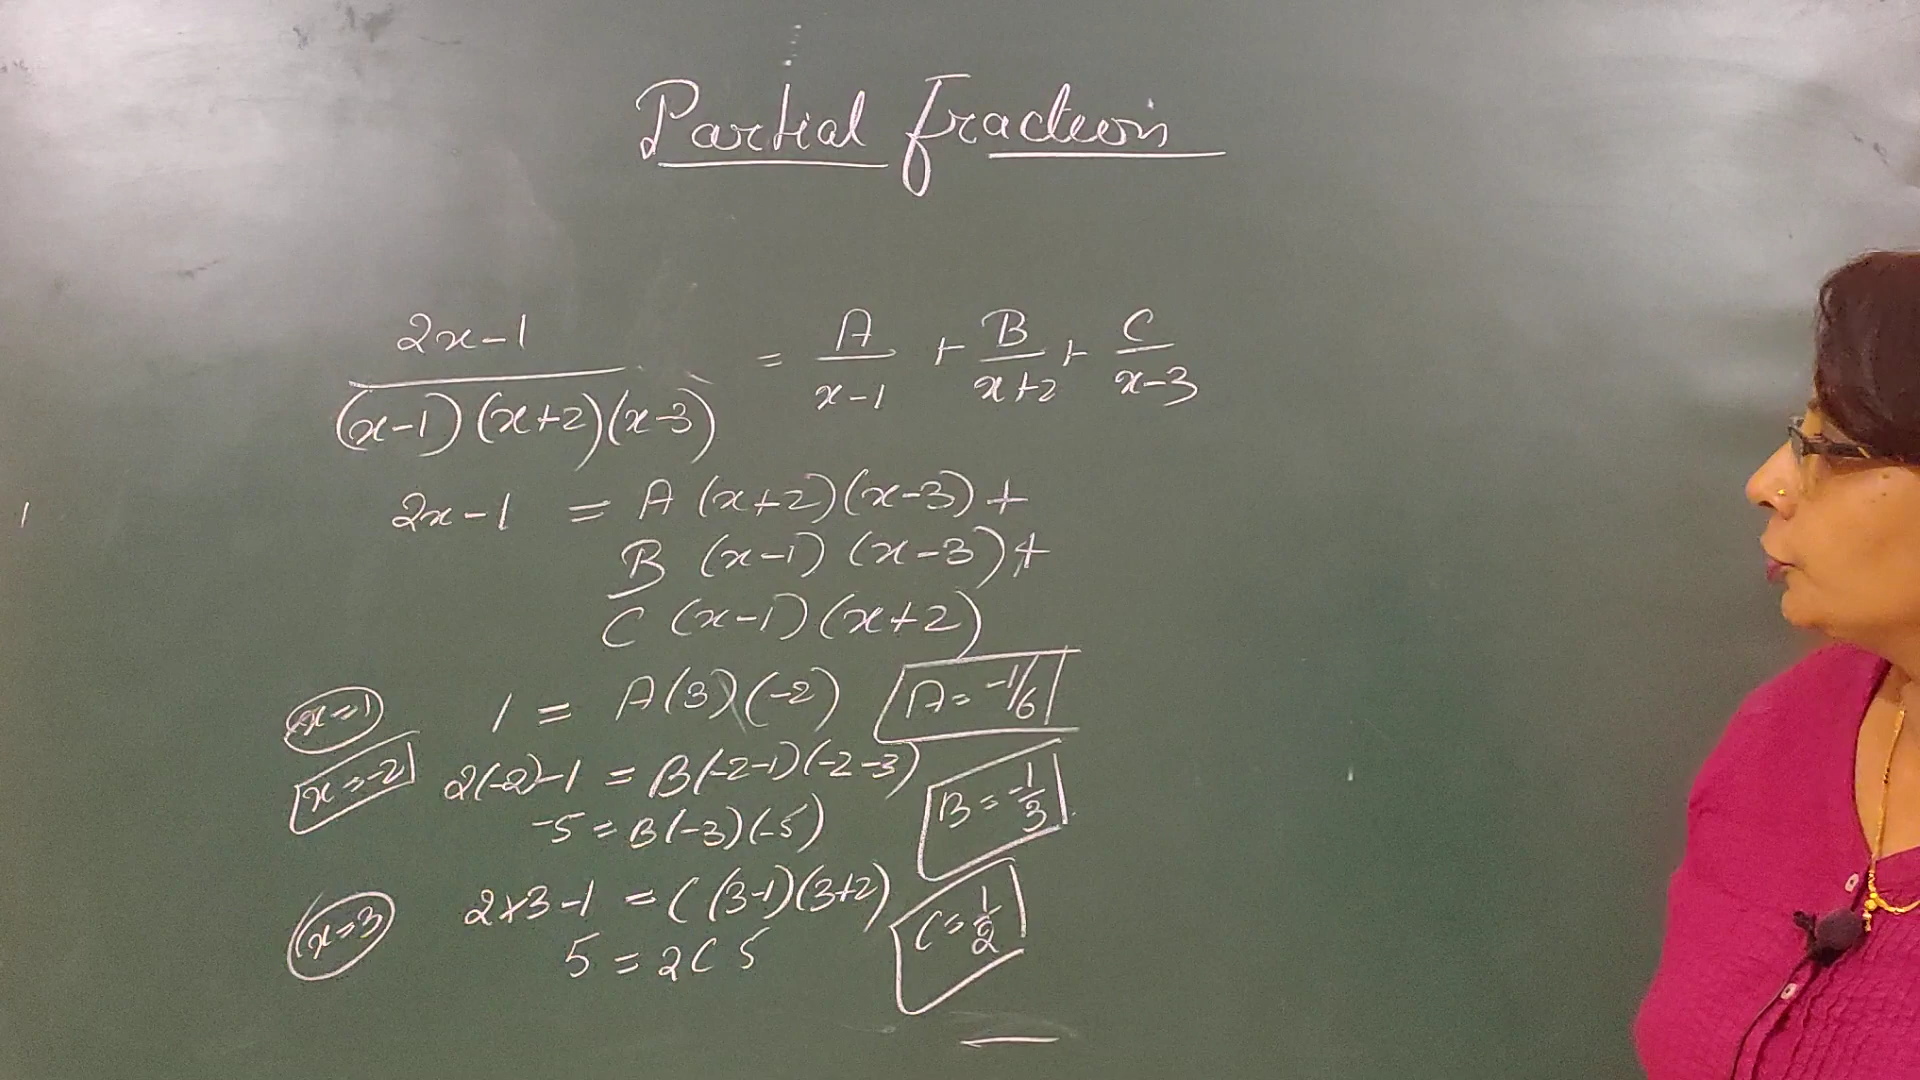 Partial fraction
2x-1 / (x-1)(x+2)(x-3) = A/x-1 + B/x+2 + C/x-3
2x-1 = A(x+2)(x-3)+
B (x-1) (x-3)+
C (x-1)(x+2)
x=1 1 = A(3)(-2) A=-1/6
x=-2 2(-2)-1 = B(-2-1)(-2-3) B=-1/3
-5 = B(-3)(-5)
x=3 2×3-1 = C(3-1)(3+2) C=1/2
5 = 2C5